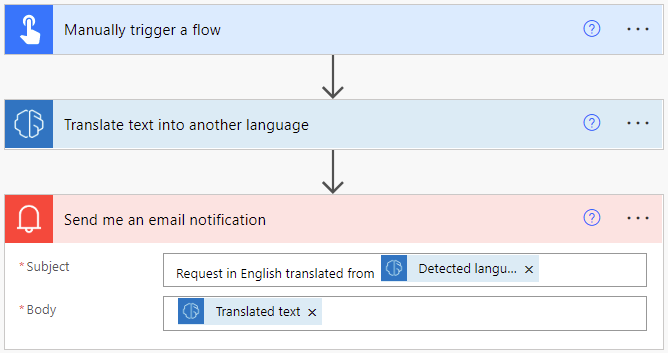 Manually trigger a flow
Translate text into another language
Send me an email notification
* Subject
Request in English translated from Detected langu... ×
* Body
Translated text ×